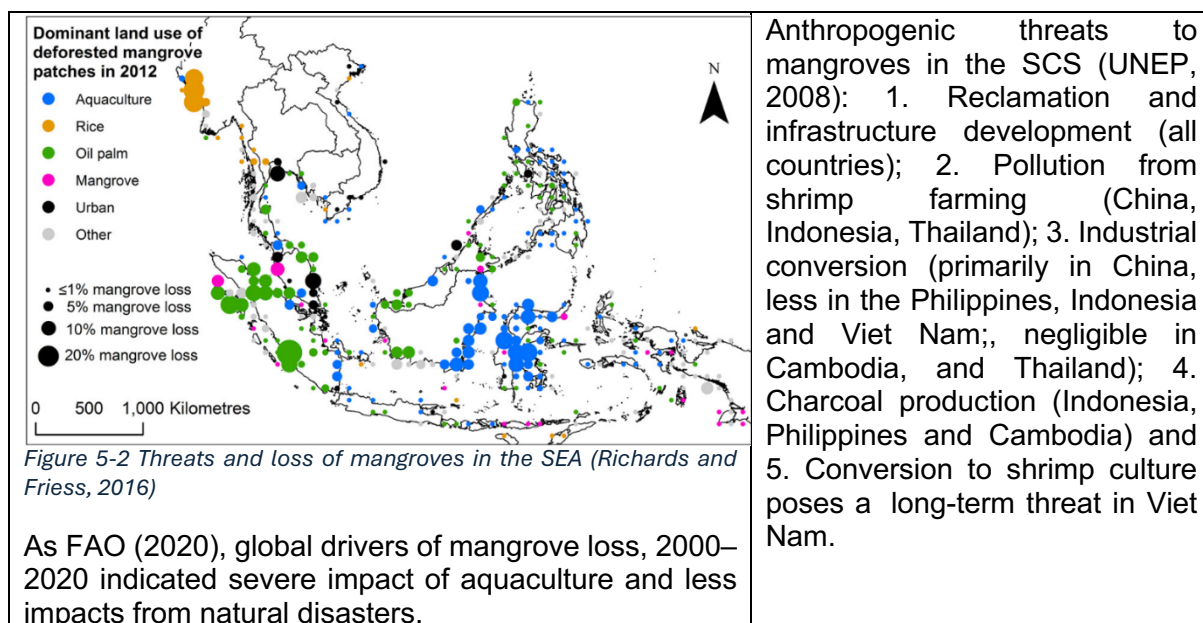 Dominant land use of
deforested mangrove
patches in 2012
Aquaculture
Rice
Oil palm
Mangrove
Urban
Other
≤1% mangrove loss
5% mangrove loss
10% mangrove loss
20% mangrove loss
0 500 1,000 Kilometres
N
Figure 5-2 Threats and loss of mangroves in the SEA (Richards and
Friess, 2016)
As FAO (2020), global drivers of mangrove loss, 2000–
2020 indicated severe impact of aquaculture and less
impacts from natural disasters.
Anthropogenic threats to
mangroves in the SCS (UNEP,
2008): 1. Reclamation and
infrastructure development (all
countries); 2. Pollution from
shrimp farming (China,
Indonesia, Thailand); 3. Industrial
conversion (primarily in China,
less in the Philippines, Indonesia
and Viet Nam;, negligible in
Cambodia, and Thailand); 4.
Charcoal production (Indonesia,
Philippines and Cambodia) and
5. Conversion to shrimp culture
poses a long-term threat in Viet
Nam.